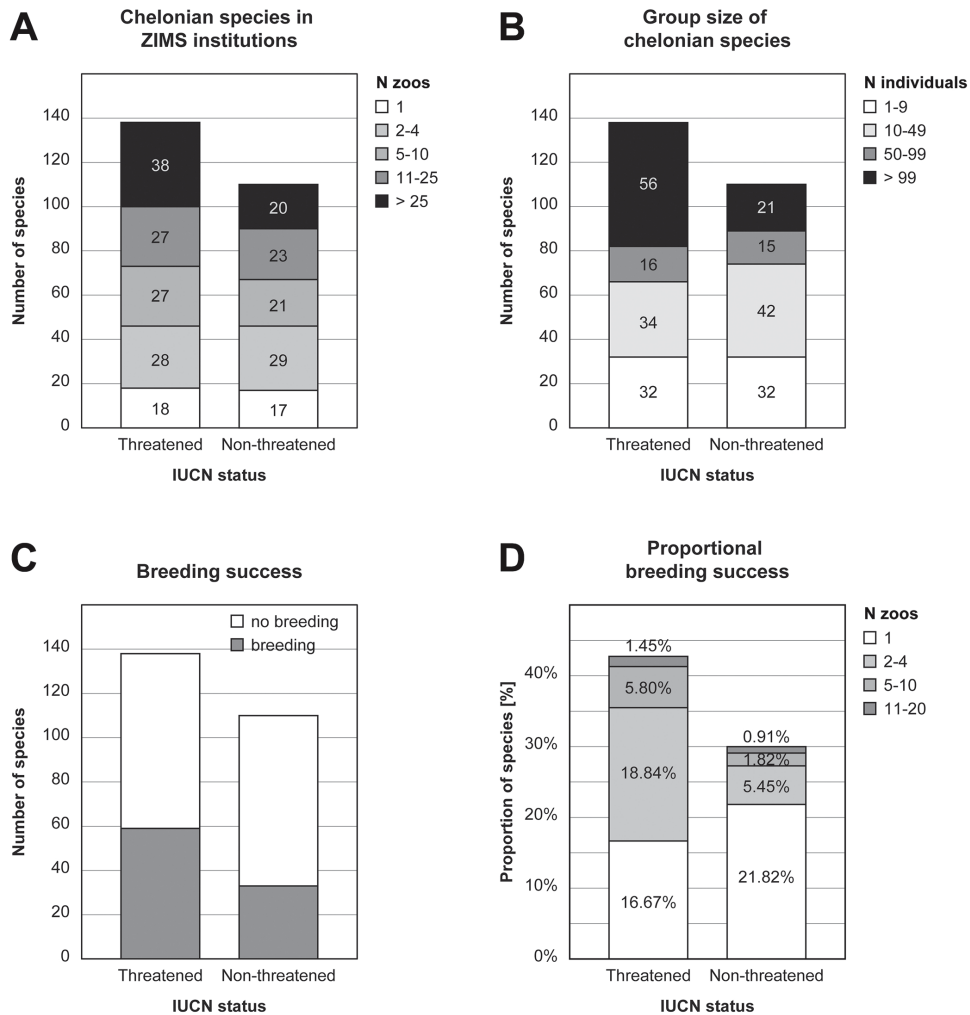 A
Chelonian species in
ZIMS institutions
Number of species
140
120
100
80
60
40
20
0
38
27
27
28
18
20
23
21
29
17
Threatened
Non-threatened
IUCN status
N zoos
1
2-4
5-10
11-25
> 25
B
Group size of
chelonian species
Number of species
140
120
100
80
60
40
20
0
56
16
34
32
21
15
42
32
Threatened
Non-threatened
IUCN status
N individuals
1-9
10-49
50-99
> 99
C
Breeding success
Number of species
140
120
100
80
60
40
20
0
no breeding
breeding
Threatened
Non-threatened
IUCN status
D
Proportional
breeding success
Proportion of species [%]
40%
30%
20%
10%
0%
1.45%
5.80%
18.84%
16.67%
0.91%
1.82%
5.45%
21.82%
Threatened
Non-threatened
IUCN status
N zoos
1
2-4
5-10
11-20